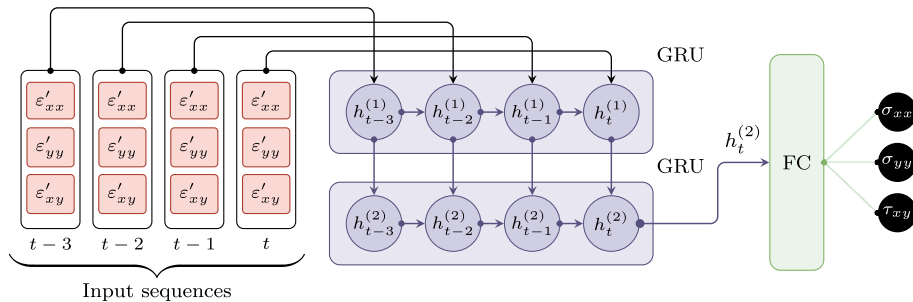 GRU
ε′xx ε′xx ε′xx ε′xx
h(1)t−3 h(1)t−2 h(1)t−1 h(1)t
ε′yy ε′yy ε′yy ε′yy
h(2)t
FC
σxx
σyy
τxy
GRU
ε′xy ε′xy ε′xy ε′xy
h(2)t−3 h(2)t−2 h(2)t−1 h(2)t
t − 3 t − 2 t − 1 t
Input sequences